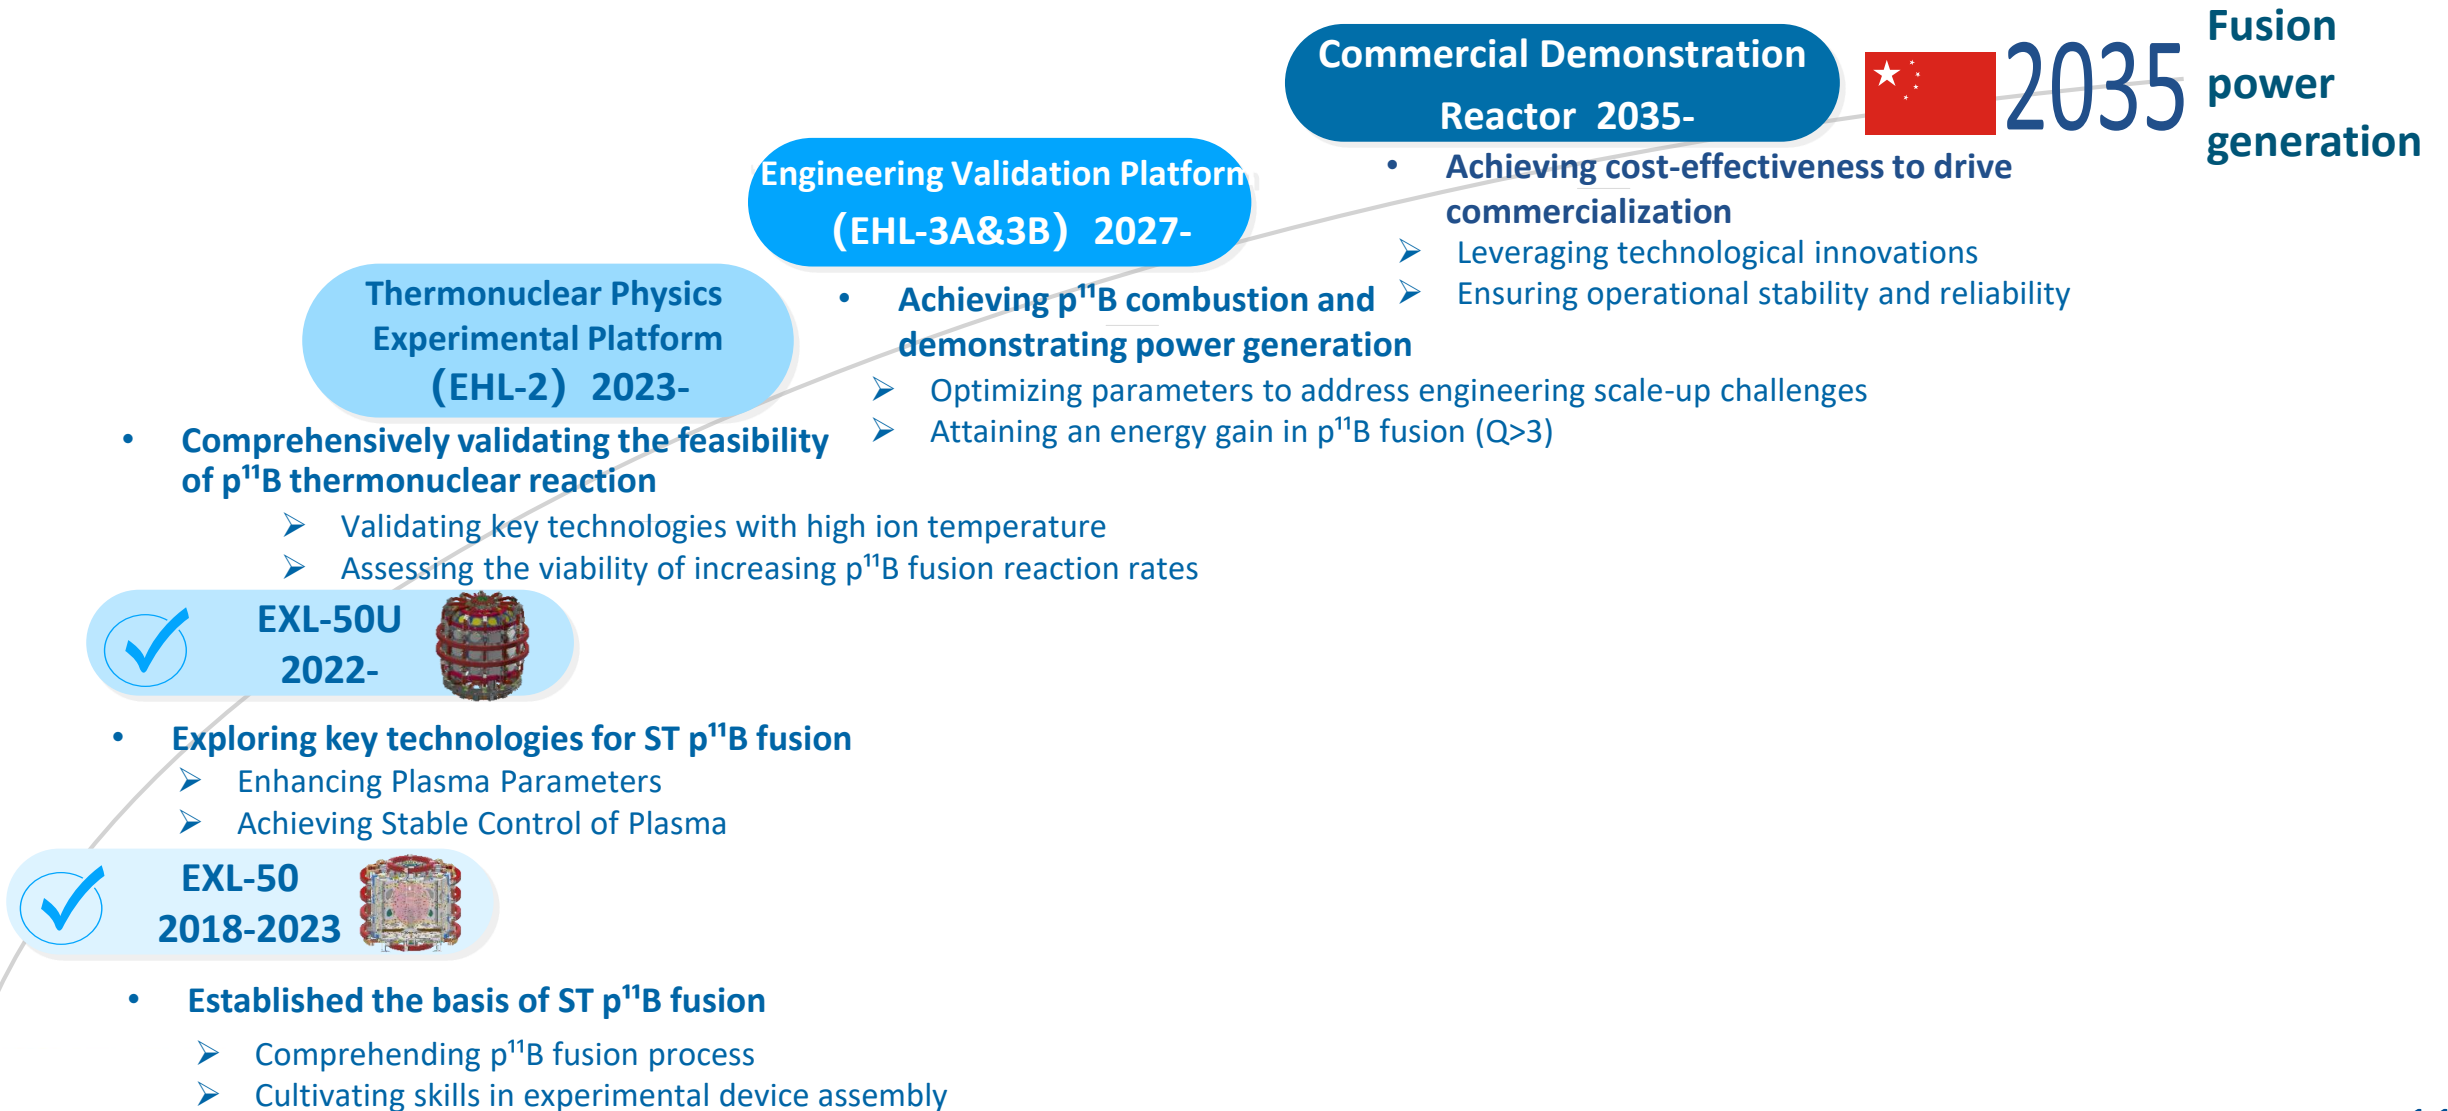 Fusion
power
generation
2035
Commercial Demonstration
Reactor 2035-
• Achieving cost-effectiveness to drive
commercialization
➢ Leveraging technological innovations
➢ Ensuring operational stability and reliability
Engineering Validation Platform
(EHL-3A&3B) 2027-
• Achieving p¹¹B combustion and
demonstrating power generation
➢ Optimizing parameters to address engineering scale-up challenges
➢ Attaining an energy gain in p¹¹B fusion (Q>3)
Thermonuclear Physics
Experimental Platform
(EHL-2) 2023-
• Comprehensively validating the feasibility
of p¹¹B thermonuclear reaction
➢ Validating key technologies with high ion temperature
➢ Assessing the viability of increasing p¹¹B fusion reaction rates
EXL-50U
2022-
• Exploring key technologies for ST p¹¹B fusion
➢ Enhancing Plasma Parameters
➢ Achieving Stable Control of Plasma
EXL-50
2018-2023
• Established the basis of ST p¹¹B fusion
➢ Comprehending p¹¹B fusion process
➢ Cultivating skills in experimental device assembly